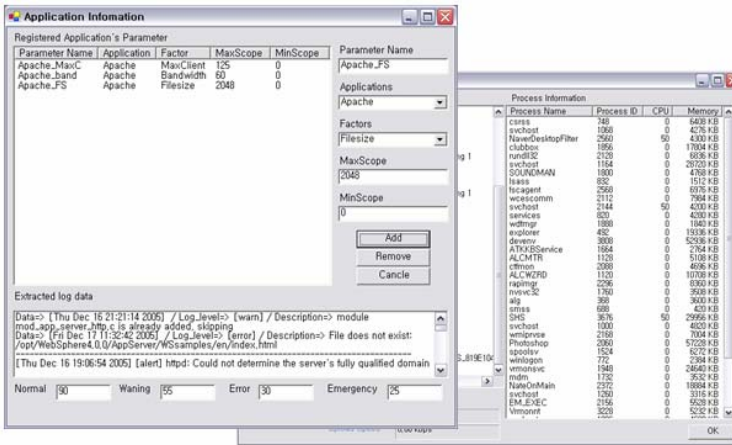 Application Infomation
Registered Application's Parameter
Parameter Name Application Factor MaxScope MinScope
Apache_MaxC Apache MaxClient 125 0
Apache_band Apache Bandwidth 60 0
Apache_FS Apache Filesize 2048 0
Parameter Name
Apache_FS
Applications
Apache
Factors
Filesize
MaxScope
2048
MinScope
0
Add
Remove
Cancle
Extracted log data
Data=> [Thu Dec 16 21:21:14 2005] / Log_level=> [warn] / Description=> module
mod_app_server_http.c is already added, skipping
Data=> [Fri Dec 17 11:32:42 2005] / Log_level=> [error] / Description=> File does not exist:
/opt/WebSphere4.0.0/AppServer/WSsamples/en/index.html
[Thu Dec 16 19:06:54 2005] [alert] httpd: Could not determine the server's fully qualified domain
Normal 90 Waning 55 Error 30 Emergency 25
Process Information
Process Name Process ID CPU Memory
csrss 748 0 6408 KB
svchost 1068 0 4276 KB
NaverDesktopFilter 2560 50 4300 KB
clubbox 1856 0 17804 KB
rundll32 2128 0 6836 KB
svchost 1164 0 28720 KB
SOUNDMAN 1800 0 4768 KB
lsass 832 0 1512 KB
fscagent 2568 0 6976 KB
wcescomm 2112 0 7984 KB
svchost 2144 50 4200 KB
services 820 0 4280 KB
wdfmgr 1888 0 1840 KB
explorer 492 0 19336 KB
devenv 3808 0 52936 KB
ATKKBService 1664 0 2764 KB
ALCMTR 1128 0 5108 KB
ctfmon 2088 0 4696 KB
ALCWZRD 1120 0 10708 KB
rapimgr 2296 0 8360 KB
nvsvc32 1760 0 3508 KB
alg 368 0 3600 KB
smss 688 0 420 KB
SHS 3676 50 29956 KB
svchost 1000 0 4820 KB
wmiprvse 2168 0 7004 KB
Photoshop 2060 0 57228 KB
spoolsv 1524 0 6272 KB
winlogon 772 0 2384 KB
vrmonsvc 1948 0 24640 KB
mdm 1732 0 3532 KB
NateOnMain 2372 0 18884 KB
svchost 1260 0 3316 KB
EM_EXEC 2156 0 5528 KB
Vrmonnt 3228 0 5232 KB
ng 1
ng 1
S_819E104
OK